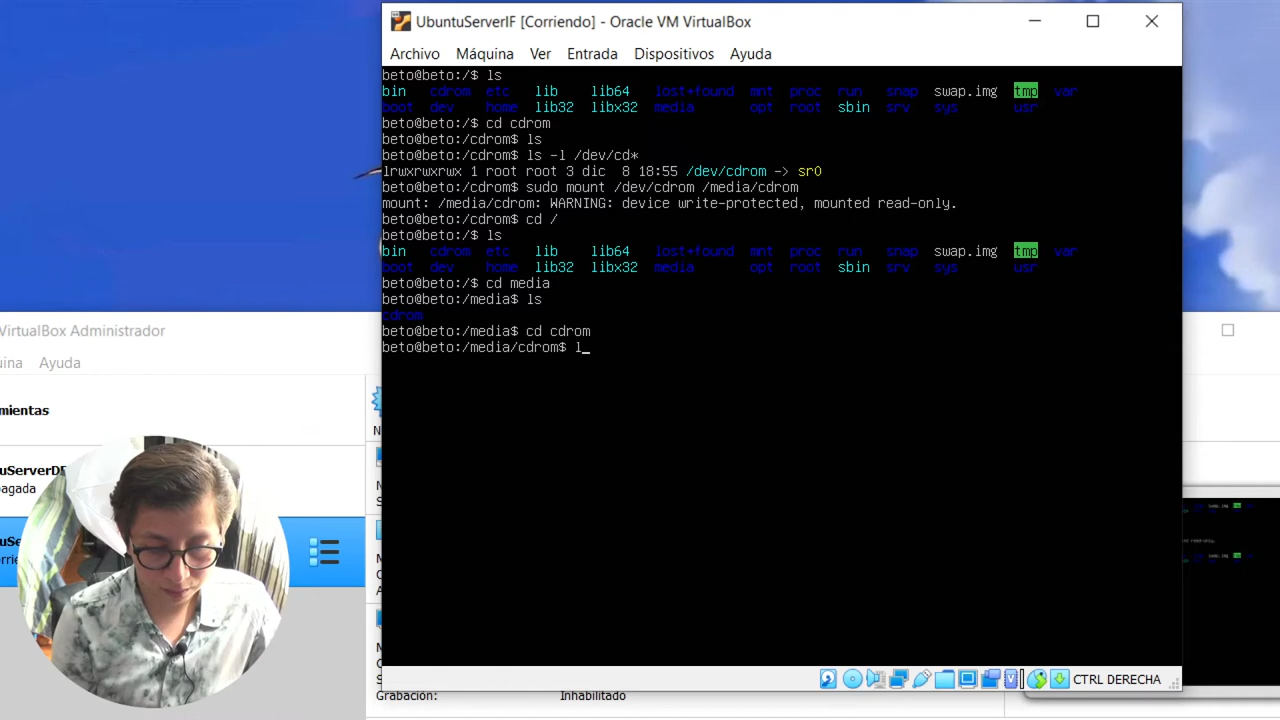 UbuntuServerIF [Corriendo] - Oracle VM VirtualBox
Archivo Máquina Ver Entrada Dispositivos Ayuda
beto@beto:/$ ls
bin cdrom etc lib lib64 lost+found mnt proc run snap swap.img tmp var
boot dev home lib32 libx32 media opt root sbin srv sys usr
beto@beto:/$ cd cdrom
beto@beto:/cdrom$ ls
beto@beto:/cdrom$ ls -l /dev/cd*
lrwxrwxrwx 1 root root 3 dic 8 18:55 /dev/cdrom -> sr0
beto@beto:/cdrom$ sudo mount /dev/cdrom /media/cdrom
mount: /media/cdrom: WARNING: device write-protected, mounted read-only.
beto@beto:/cdrom$ cd /
beto@beto:/$ ls
bin cdrom etc lib lib64 lost+found mnt proc run snap swap.img tmp var
boot dev home lib32 libx32 media opt root sbin srv sys usr
beto@beto:/$ cd media
beto@beto:/media$ ls
cdrom
beto@beto:/media$ cd cdrom
beto@beto:/media/cdrom$ l_
VirtualBox Administrador
uina Ayuda
mientas
uServerDH
agada
uSe
orrie
Grabación: Inhabilitado
CTRL DERECHA